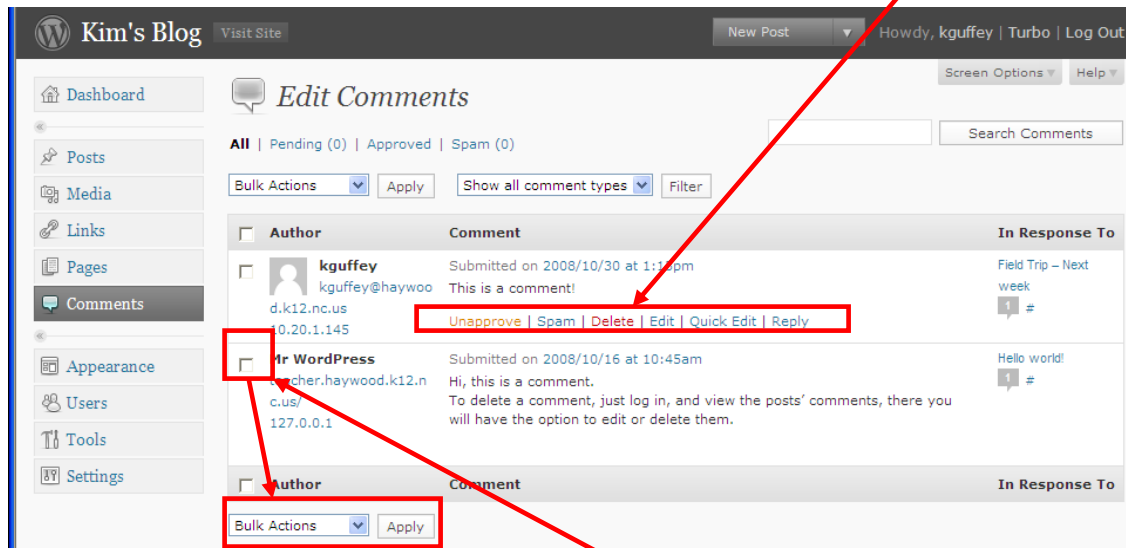 Kim's Blog Visit Site New Post Howdy, kguffey | Turbo | Log Out
Screen Options Help
Dashboard
Edit Comments
All | Pending (0) | Approved | Spam (0)
Search Comments
Posts
Bulk Actions Apply Show all comment types Filter
Media
Links
Author Comment In Response To
Pages
kguffey Submitted on 2008/10/30 at Field Trip – Next
kguffey@haywoo This is a comment! week
Comments
d.k12.nc.us 1 #
10.20.1.145 Unapprove | Spam | Delete | Edit | Quick Edit | Reply
Appearance
Mr WordPress Submitted on 2008/10/16 at 10:45am Hello world!
teacher.haywood.k12.n Hi, this is a comment. 1 #
Users
c.us/ To delete a comment, just log in, and view the posts' comments, there you
127.0.0.1 will have the option to edit or delete them.
Tools
Settings
Author Comment In Response To
Bulk Actions Apply